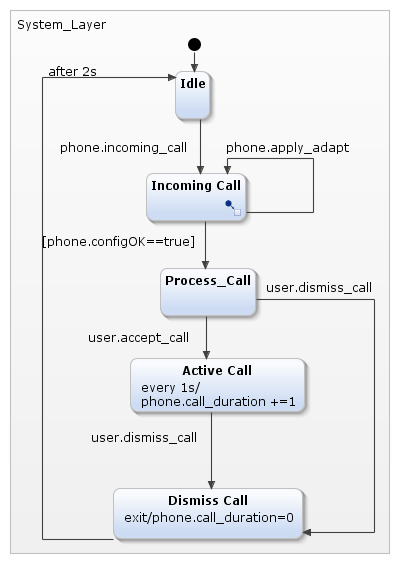 System_Layer
after 2s
Idle
phone.incoming_call
phone.apply_adapt
Incoming Call
[phone.configOK==true]
Process_Call
user.dismiss_call
user.accept_call
Active Call
every 1s/
phone.call_duration +=1
user.dismiss_call
Dismiss Call
exit/phone.call_duration=0